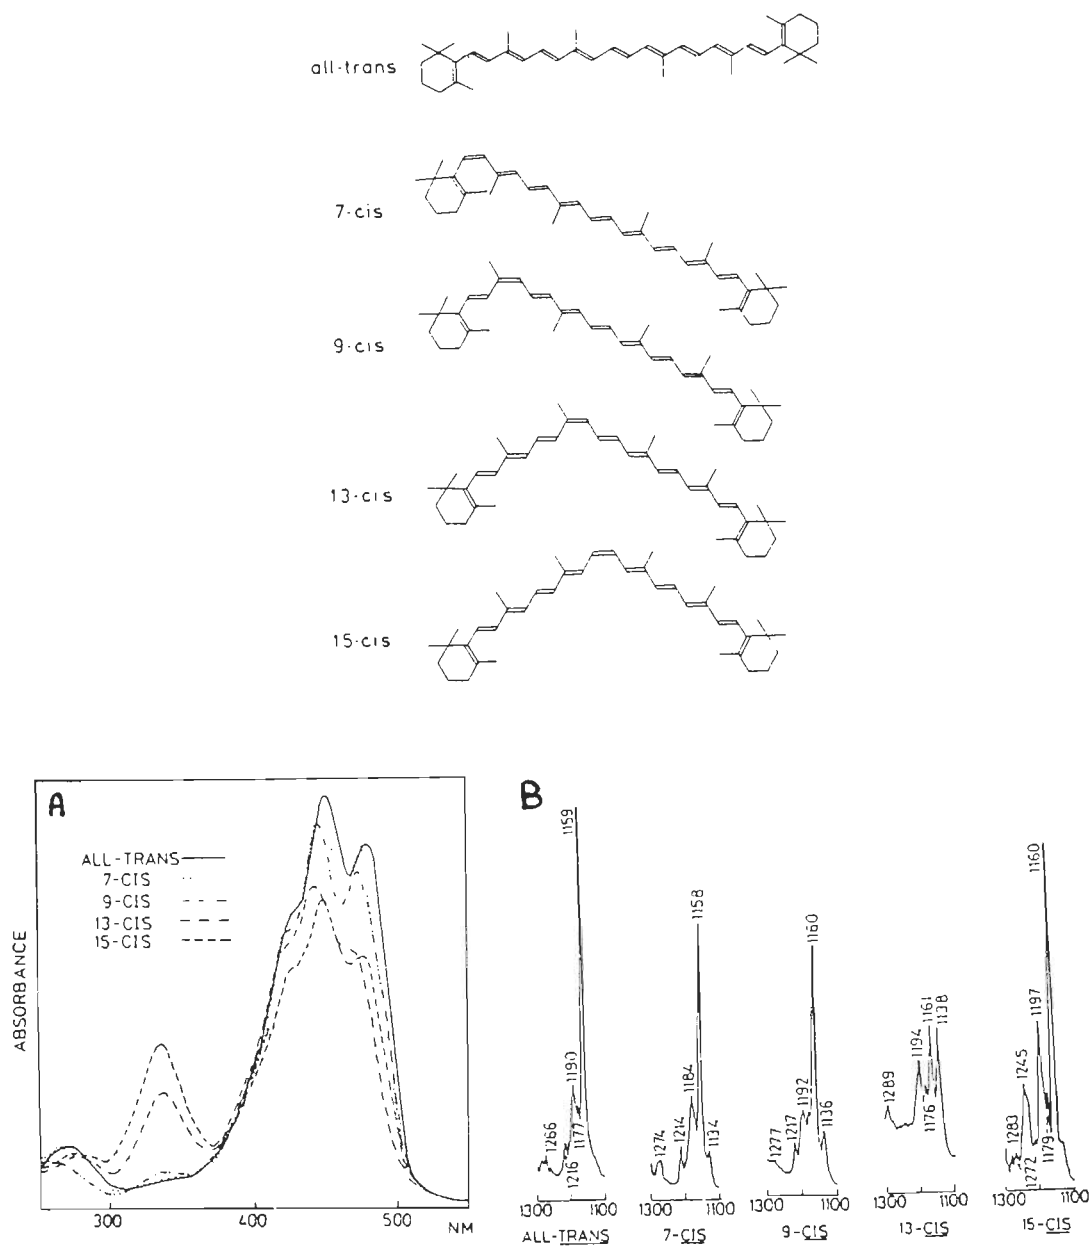 all-trans
7-cis
9-cis
13-cis
15-cis
A
ALL-TRANS
7-CIS
9-CIS
13-CIS
15-CIS
ABSORBANCE
300
400
500
NM
B
1266
1216
1190
1177
1159
1300
1100
ALL-TRANS
1274
1214
1184
1158
1134
1300
1100
7-CIS
1277
1217
1192
1160
1136
1300
1100
9-CIS
1289
1194
1176
1161
1138
1300
1100
13-CIS
1283
1272
1245
1197
1179
1160
1300
1100
15-CIS